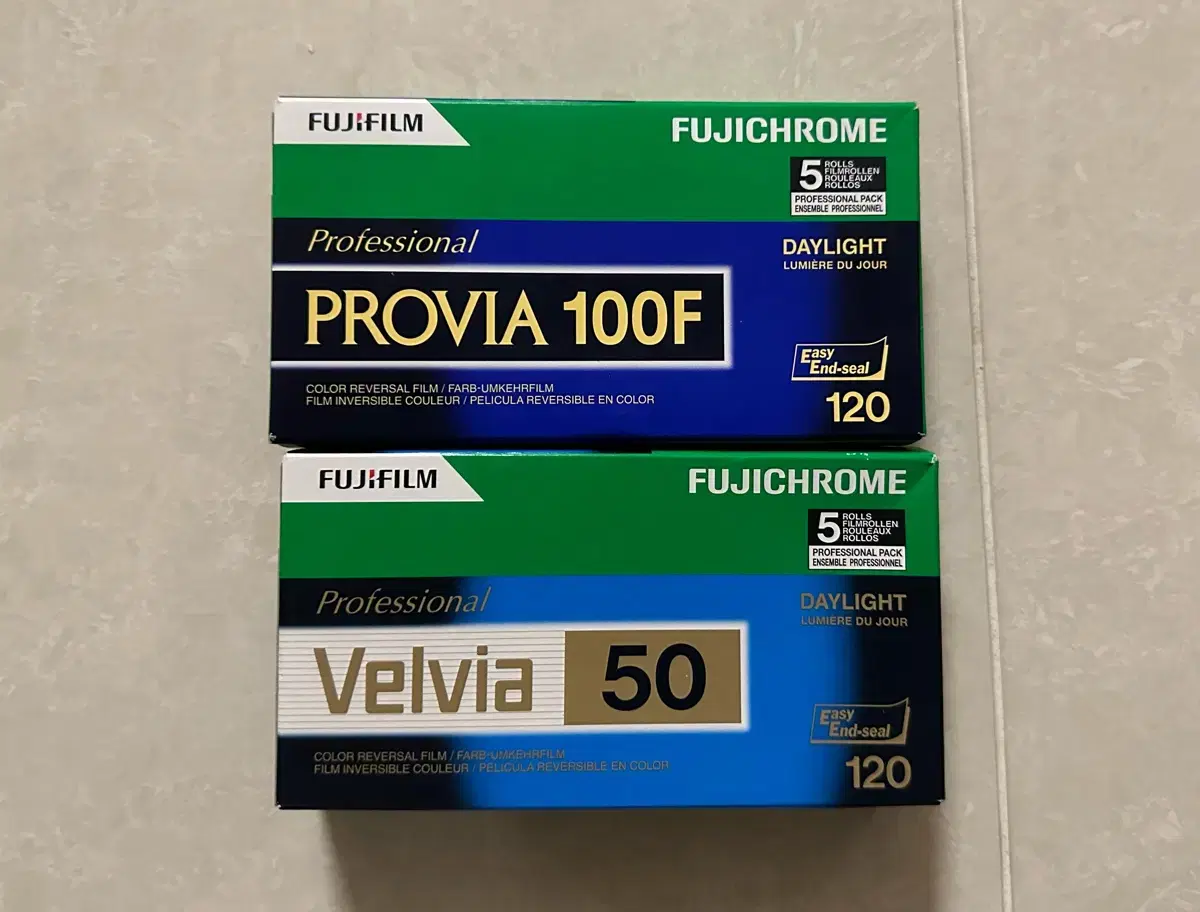 FUJIFILM
FUJICHROME
5 ROLLS
FILMROLLEN
ROULEAUX
ROLLOS
PROFESSIONAL PACK
ENSEMBLE PROFESSIONNEL
Professional
DAYLIGHT
LUMIÈRE DU JOUR
PROVIA 100F
Easy
End-seal
COLOR REVERSAL FILM / FARB-UMKEHRFILM
FILM INVERSIBLE COULEUR / PELICULA REVERSIBLE EN COLOR
120
FUJIFILM
FUJICHROME
5 ROLLS
FILMROLLEN
ROULEAUX
ROLLOS
PROFESSIONAL PACK
ENSEMBLE PROFESSIONNEL
Professional
DAYLIGHT
LUMIÈRE DU JOUR
Velvia 50
Easy
End-seal
COLOR REVERSAL FILM / FARB-UMKEHRFILM
FILM INVERSIBLE COULEUR / PELICULA REVERSIBLE EN COLOR
120